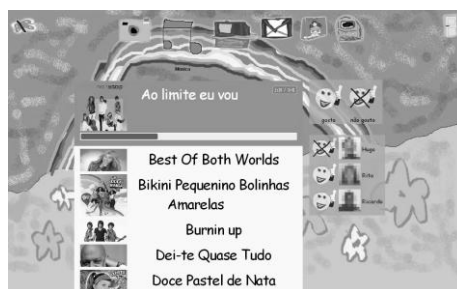 Música
Ao limite eu vou
gosto
não gosto
Hugo
Rita
Ricardo
Best Of Both Worlds
Bikini Pequenino Bolinhas
Amarelas
Burnin up
Dei-te Quase Tudo
Doce Pastel de Nata